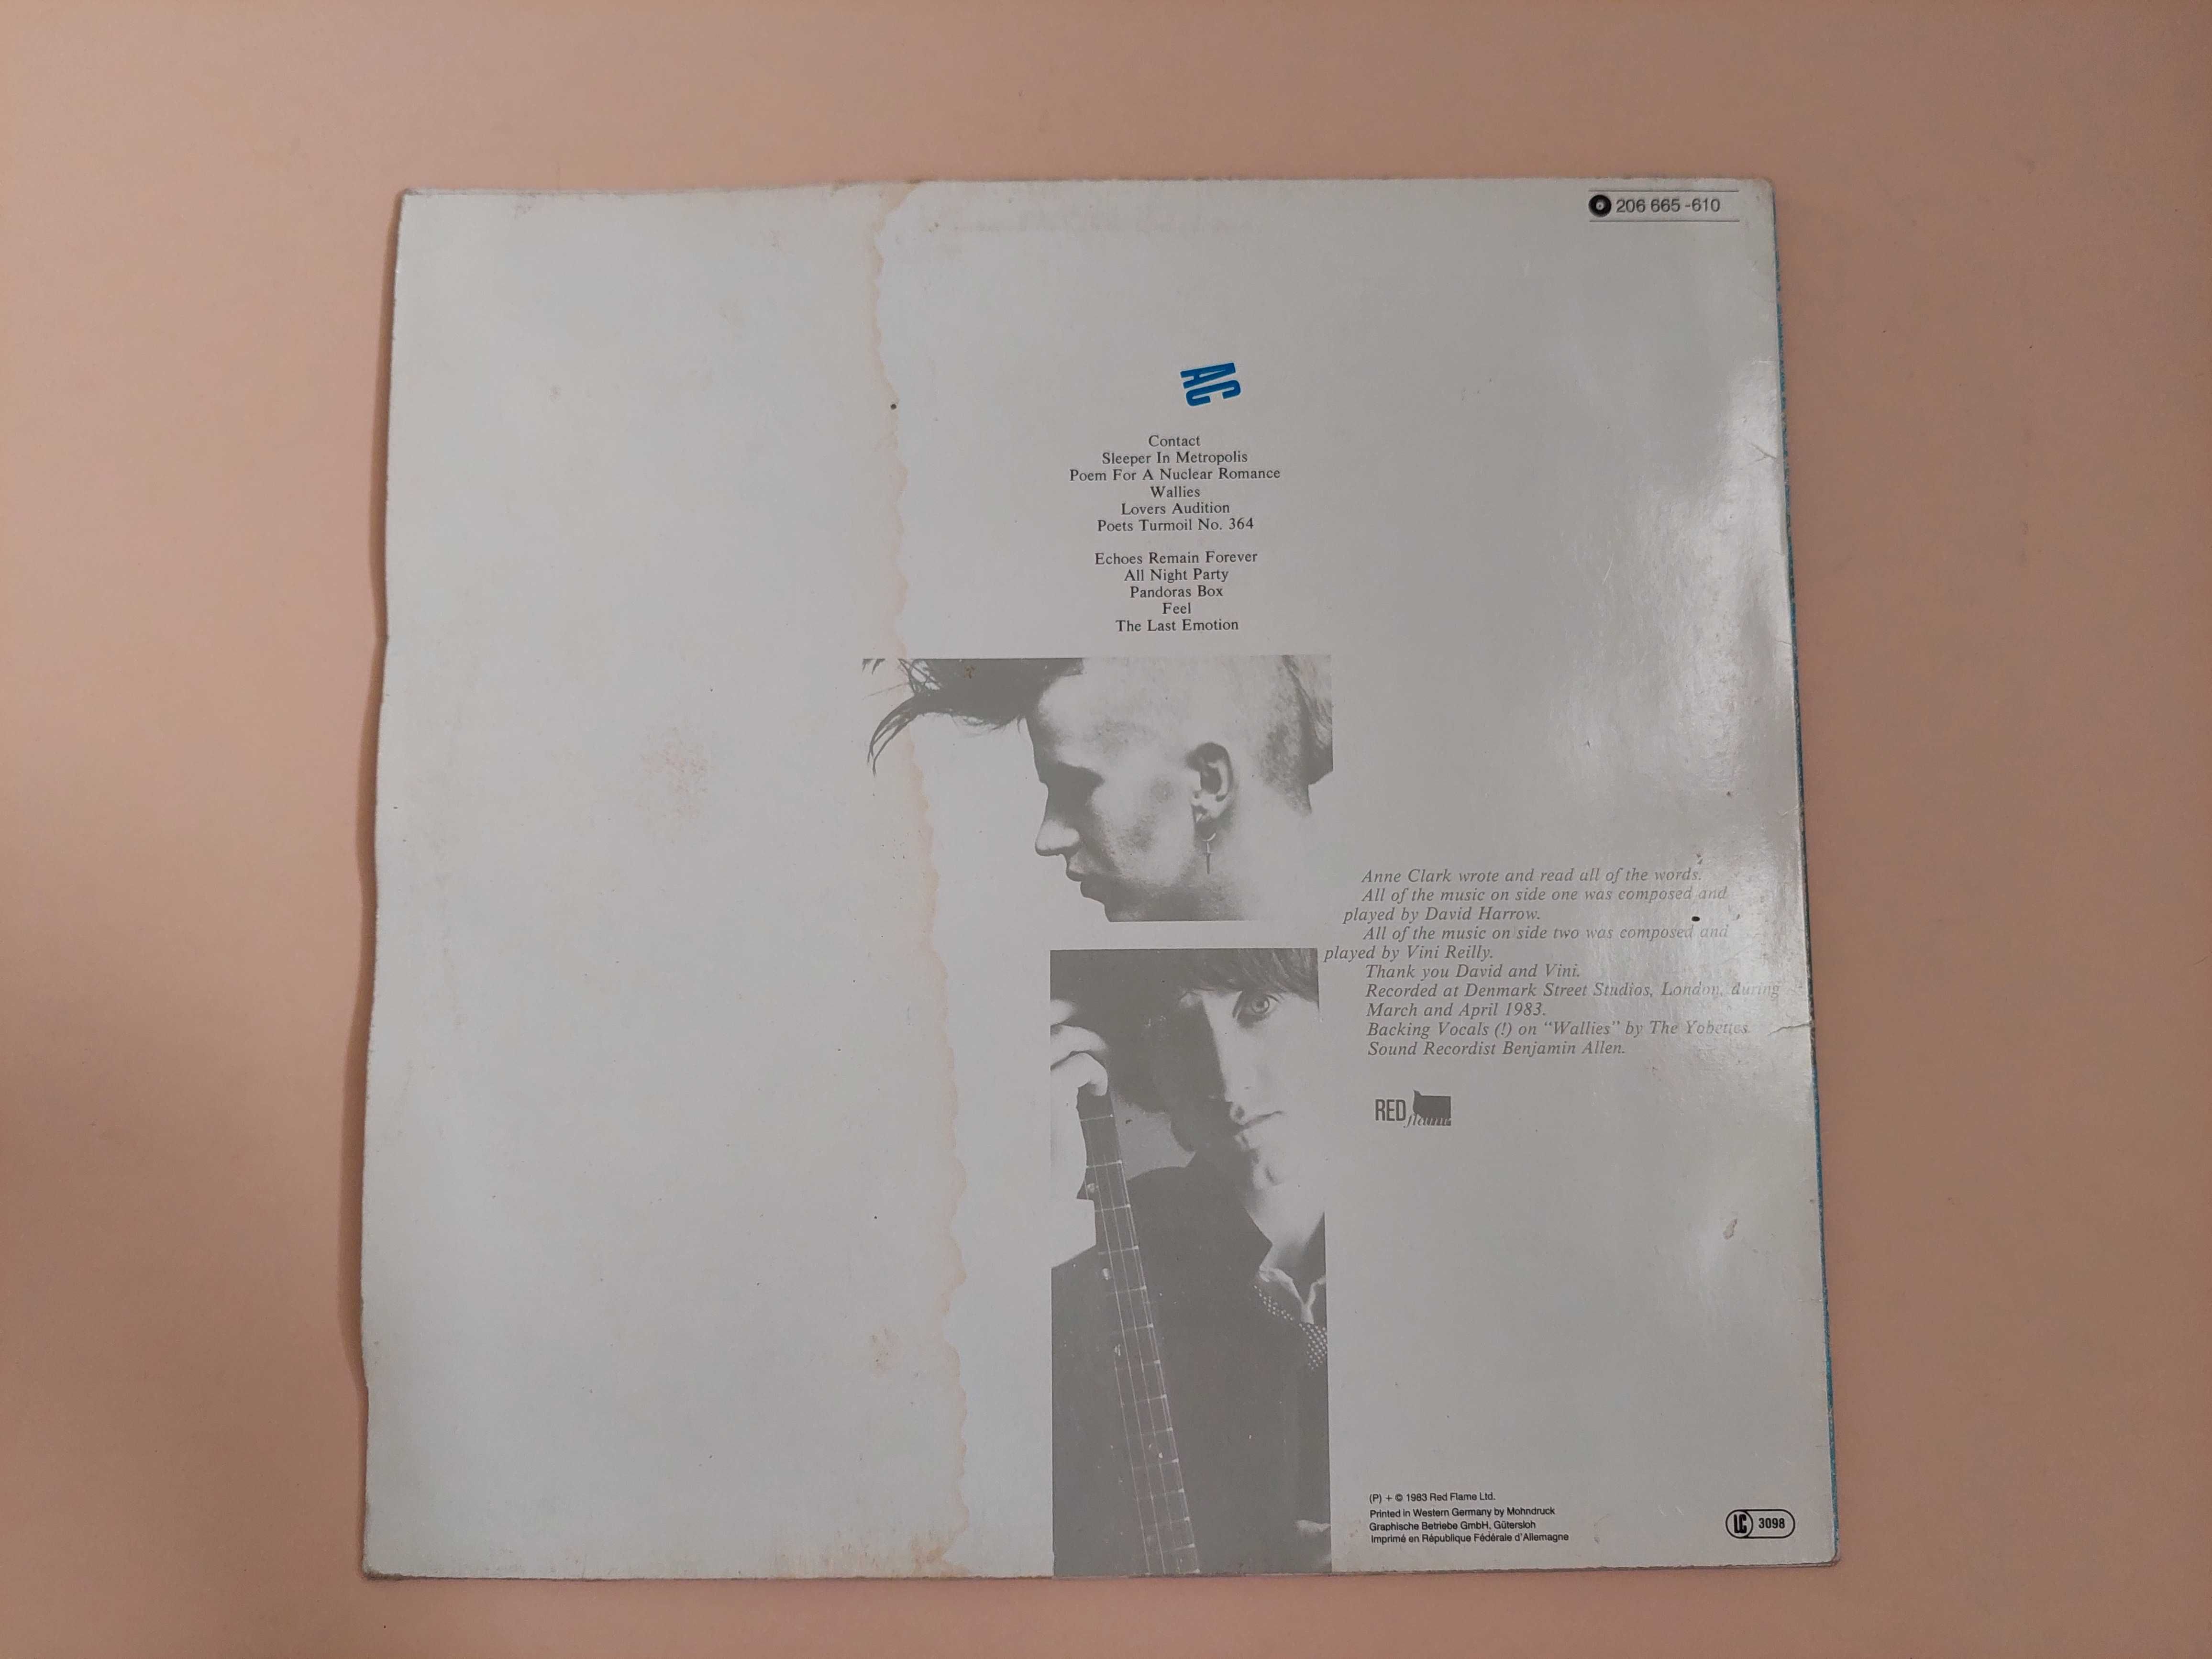 206 665-610
AC
Contact
Sleeper In Metropolis
Poem For A Nuclear Romance
Wallies
Lovers Audition
Poets Turmoil No. 364
Echoes Remain Forever
All Night Party
Pandoras Box
Feel
The Last Emotion
Anne Clark wrote and read all of the words.
All of the music on side one was composed and
played by David Harrow.
All of the music on side two was composed and
played by Vini Reilly.
Thank you David and Vini.
Recorded at Denmark Street Studios, London, during
March and April 1983.
Backing Vocals (!) on “Wallies” by The Yobettes.
Sound Recordist Benjamin Allen.
RED flame
(P) + © 1983 Red Flame Ltd.
Printed in Western Germany by Mohndruck
Graphische Betriebe GmbH, Gütersloh
Imprimé en République Fédérale d'Allemagne
LC 3098